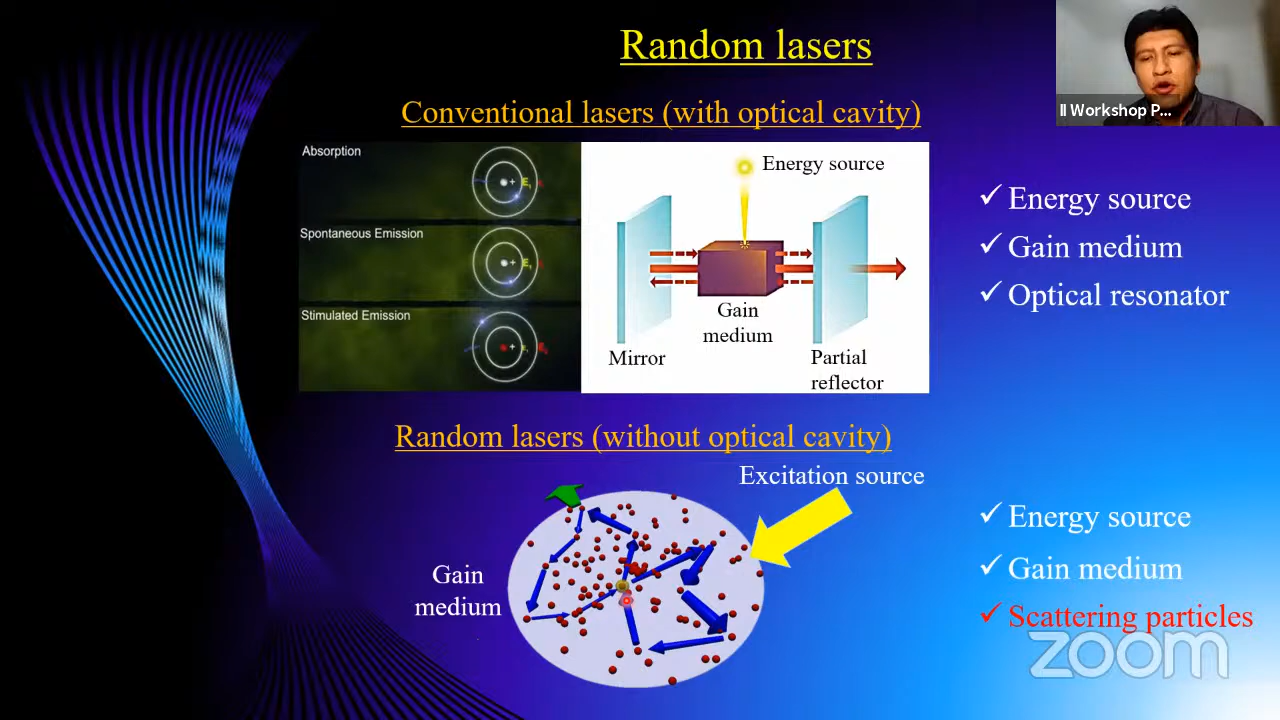 Random lasers
Conventional lasers (with optical cavity)
Il Workshop P...
Absorption
Spontaneous Emission
Stimulated Emission
Energy source
Gain
medium
Mirror
Partial
reflector
✓ Energy source
✓ Gain medium
✓ Optical resonator
Random lasers (without optical cavity)
Excitation source
Gain
medium
✓ Energy source
✓ Gain medium
✓ Scattering particles
zoom